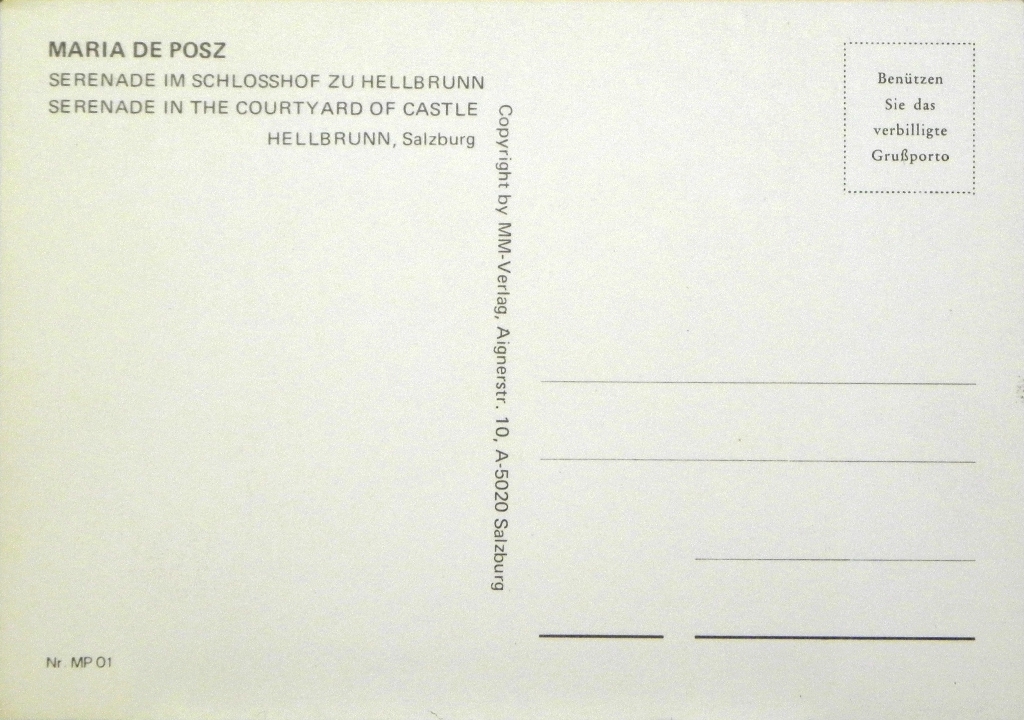 MARIA DE POSZ
SERENADE IM SCHLOSSHOF ZU HELLBRUNN
SERENADE IN THE COURTYARD OF CASTLE
HELLBRUNN, Salzburg
Nr. MP 01
Copyright by MM-Verlag, Aignerstr. 10, A-5020 Salzburg
Benützen
Sie das
verbilligte
Grußporto